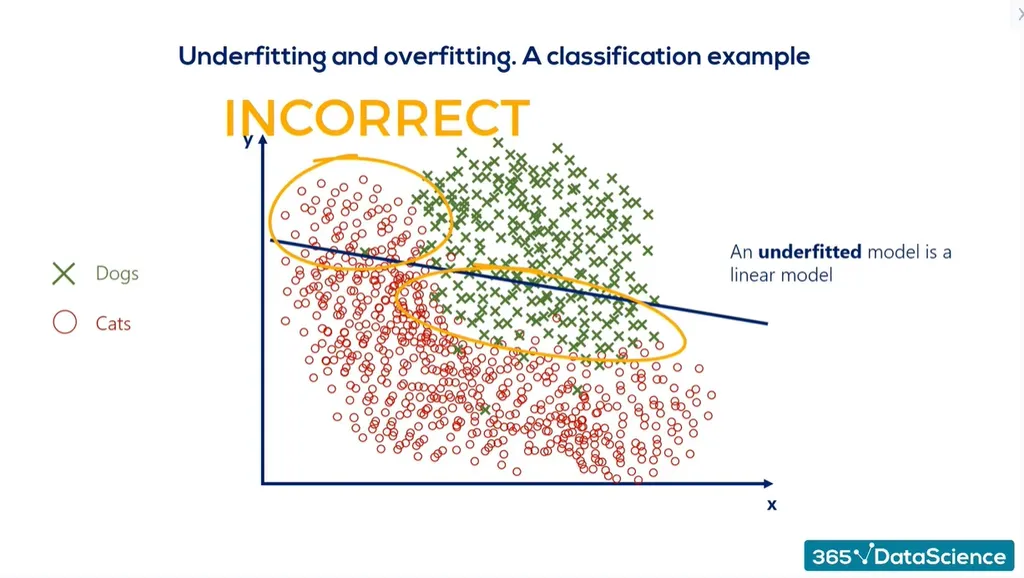 Underfitting and overfitting. A classification example
INCORRECT
y
Dogs
Cats
An underfitted model is a
linear model
x
365 DataScience